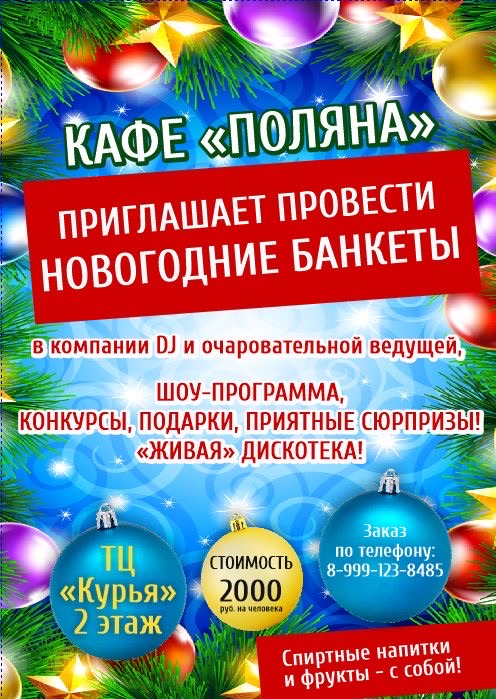 КАФЕ «ПОЛЯНА»
ПРИГЛАШАЕТ ПРОВЕСТИ
НОВОГОДНИЕ БАНКЕТЫ
в компании DJ и очаровательной ведущей,
ШОУ-ПРОГРАММА,
КОНКУРСЫ, ПОДАРКИ, ПРИЯТНЫЕ СЮРПРИЗЫ!
«ЖИВАЯ» ДИСКОТЕКА!
ТЦ
«Курья»
2 этаж
СТОИМОСТЬ
2000
руб. на человека
Заказ
по телефону:
8-999-123-8485
Спиртные напитки
и фрукты - с собой!